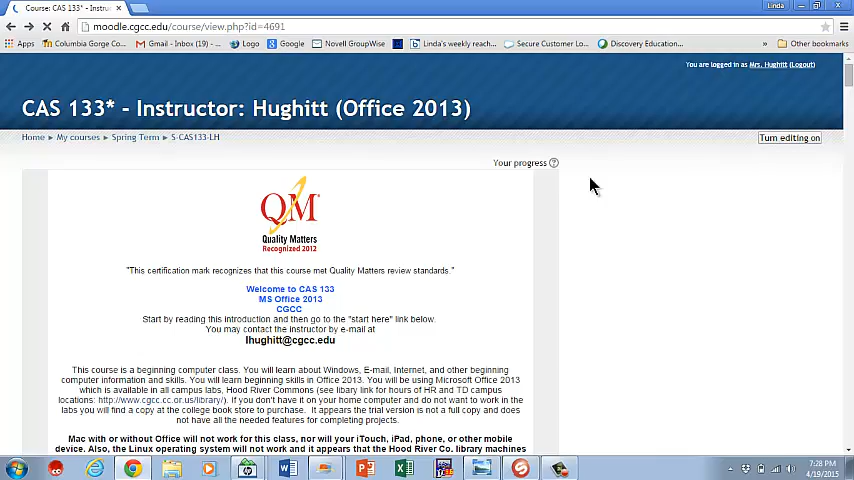 Course: CAS 133* - Instruc
Linda
moodle.cgcc.edu/course/view.php?id=4691
Apps
Columbia Gorge Co...
Gmail - Inbox (19) - ...
Logo
Google
Novell GroupWise
Linda's weekly reach...
Secure Customer Lo...
Discovery Education...
» Other bookmarks
You are logged in as Mrs. Hughitt (Logout)
CAS 133* - Instructor: Hughitt (Office 2013)
Home ► My courses ► Spring Term ► S-CAS133-LH
Turn editing on
Your progress ?
QM
Quality Matters
Recognized 2012
"This certification mark recognizes that this course met Quality Matters review standards."
Welcome to CAS 133
MS Office 2013
CGCC
Start by reading this introduction and then go to the "start here" link below.
You may contact the instructor by e-mail at
lhughitt@cgcc.edu
This course is a beginning computer class. You will learn about Windows, E-mail, Internet, and other beginning
computer information and skills. You will learn beginning skills in Office 2013. You will be using Microsoft Office 2013
which is available in all campus labs, Hood River Commons (see libary link for hours of HR and TD campus
locations: http://www.cgcc.cc.or.us/library/). If you don't have it on your home computer and do not want to work in the
labs you will find a copy at the college book store to purchase. It appears the trial version is not a full copy and does
not have all the needed features for completing projects.
Mac with or without Office will not work for this class, nor will your iTouch, iPad, phone, or other mobile
device. Also, the Linux operating system will not work and it appears the Hood River Co. library machines
7:28 PM
4/19/2015